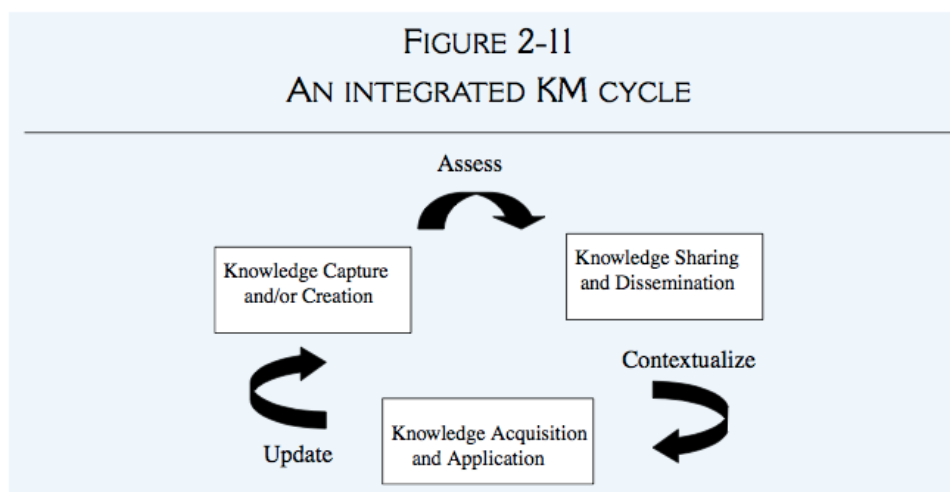 FIGURE 2-11
AN INTEGRATED KM CYCLE
Assess
Knowledge Capture
and/or Creation
Knowledge Sharing
and Dissemination
Contextualize
Knowledge Acquisition
and Application
Update